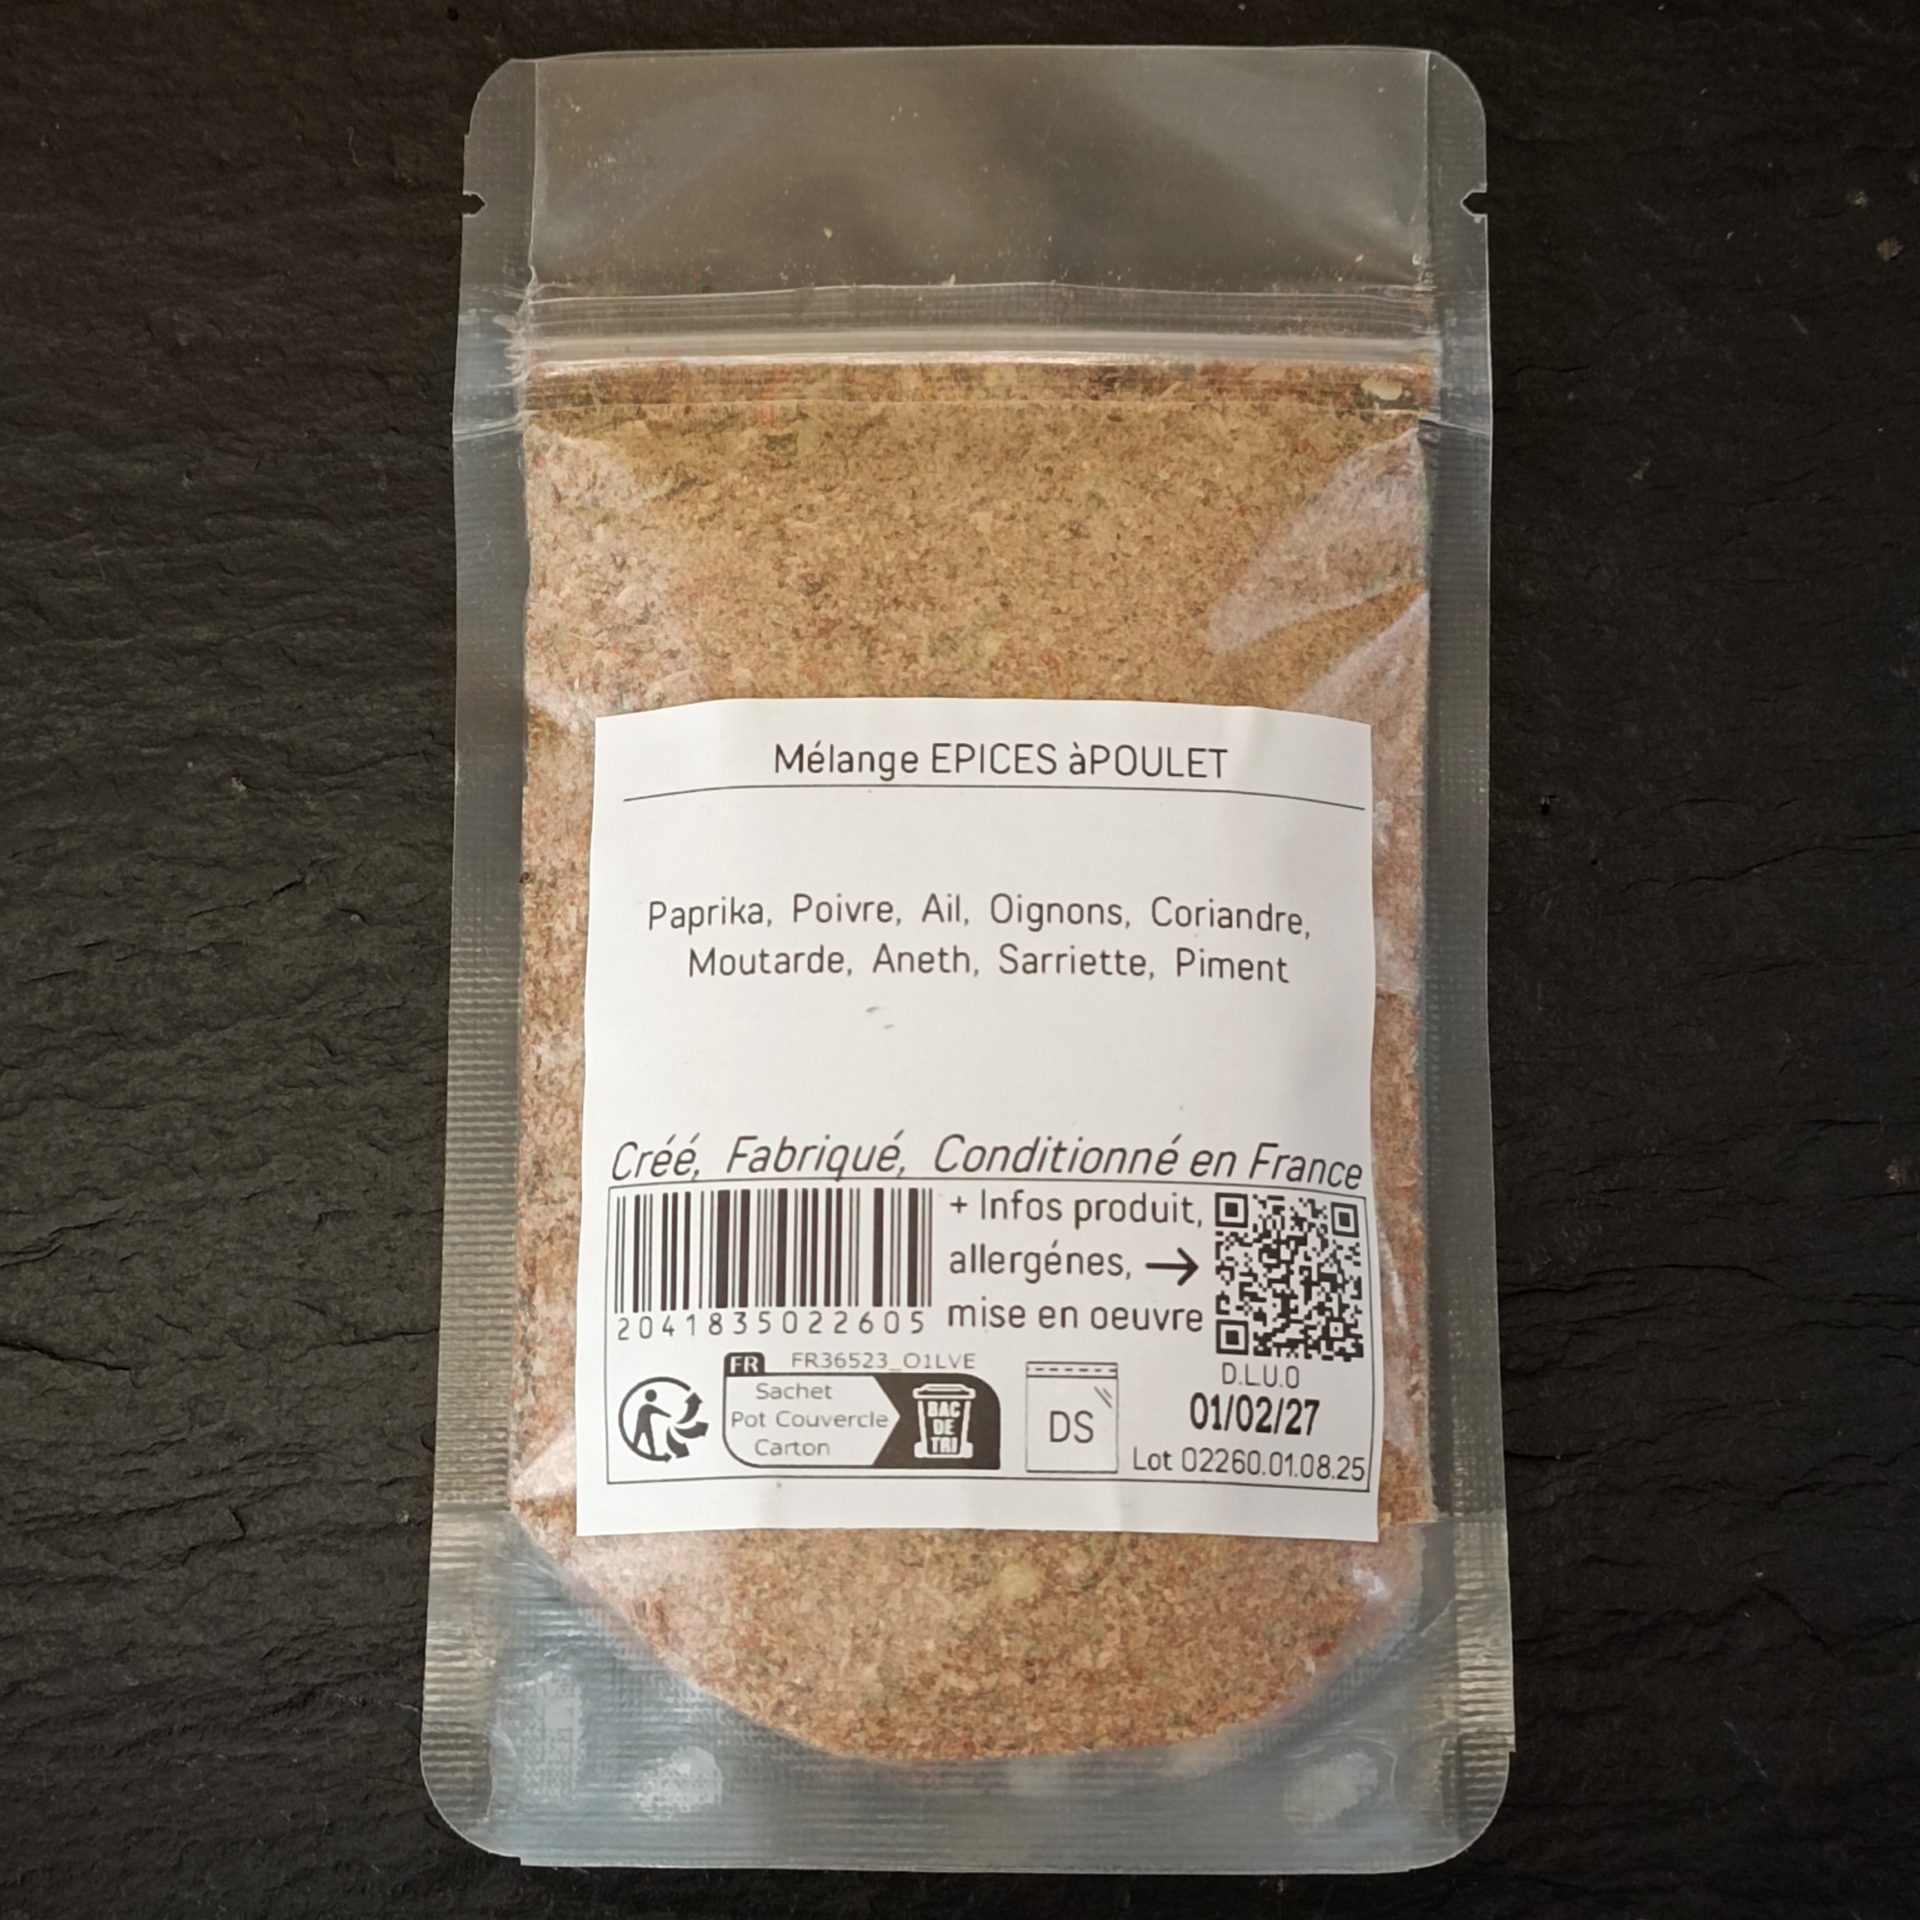 Mélange EPICES àPOULET
Paprika, Poivre, Ail, Oignons, Coriandre,
Moutarde, Aneth, Sarriette, Piment
Créé, Fabriqué, Conditionné en France
+ Infos produit,
allergénes, →
mise en oeuvre
2041835022605
FR FR36523_01LVE
Sachet
Pot Couvercle
Carton
BAC
DE
TRI
DS
D.L.U.O
01/02/27
Lot 02260.01.08.25